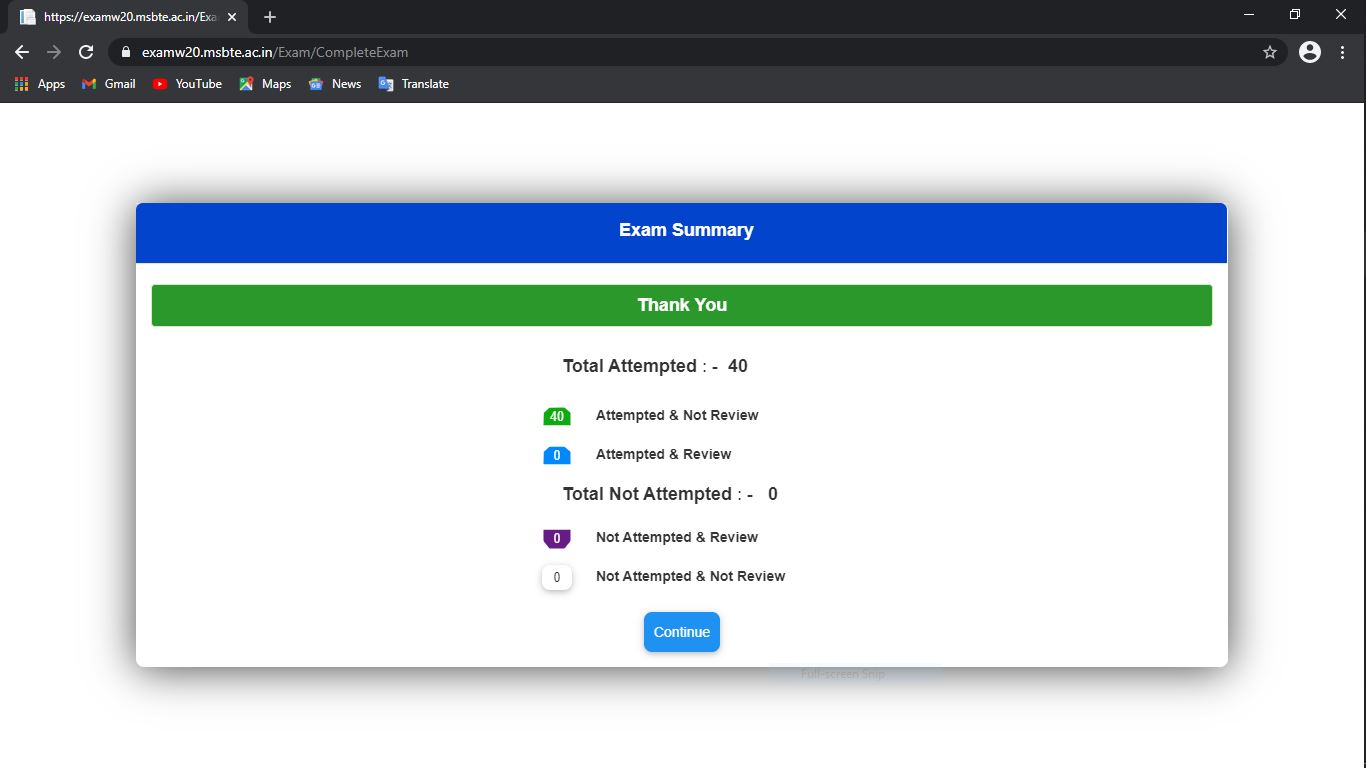 https://examw20.msbte.ac.in/Exa
examw20.msbte.ac.in/Exam/CompleteExam
Apps Gmail YouTube Maps News Translate
Exam Summary
Thank You
Total Attempted : - 40
40 Attempted & Not Review
0 Attempted & Review
Total Not Attempted : - 0
0 Not Attempted & Review
0 Not Attempted & Not Review
Continue
Full-screen Snip